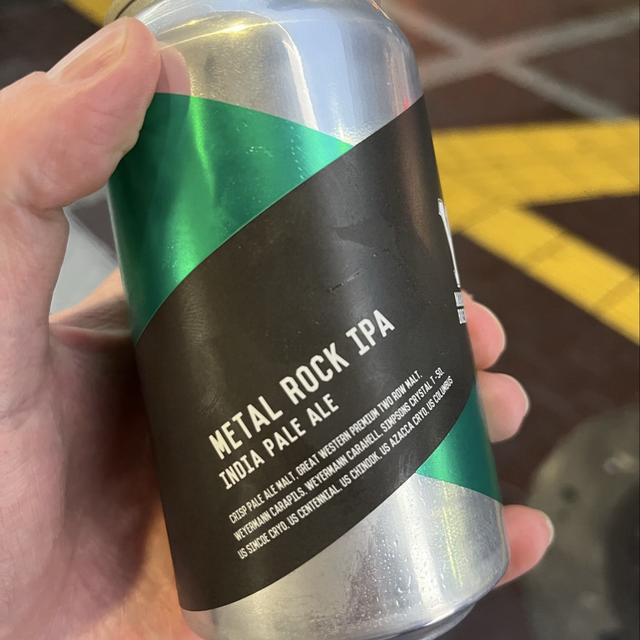 METAL ROCK IPA
INDIA PALE ALE
CRISP PALE ALE MALT, GREAT WESTERN PREMIUM TWO ROW MALT,
WEYERMANN CARAPILS, WEYERMANN CARAHELL, SIMPSONS CRYSTAL T-50,
US SIMCOE CRYO, US CENTENNIAL, US CHINOOK, US AZACCA CRYO, US COLUMBUS